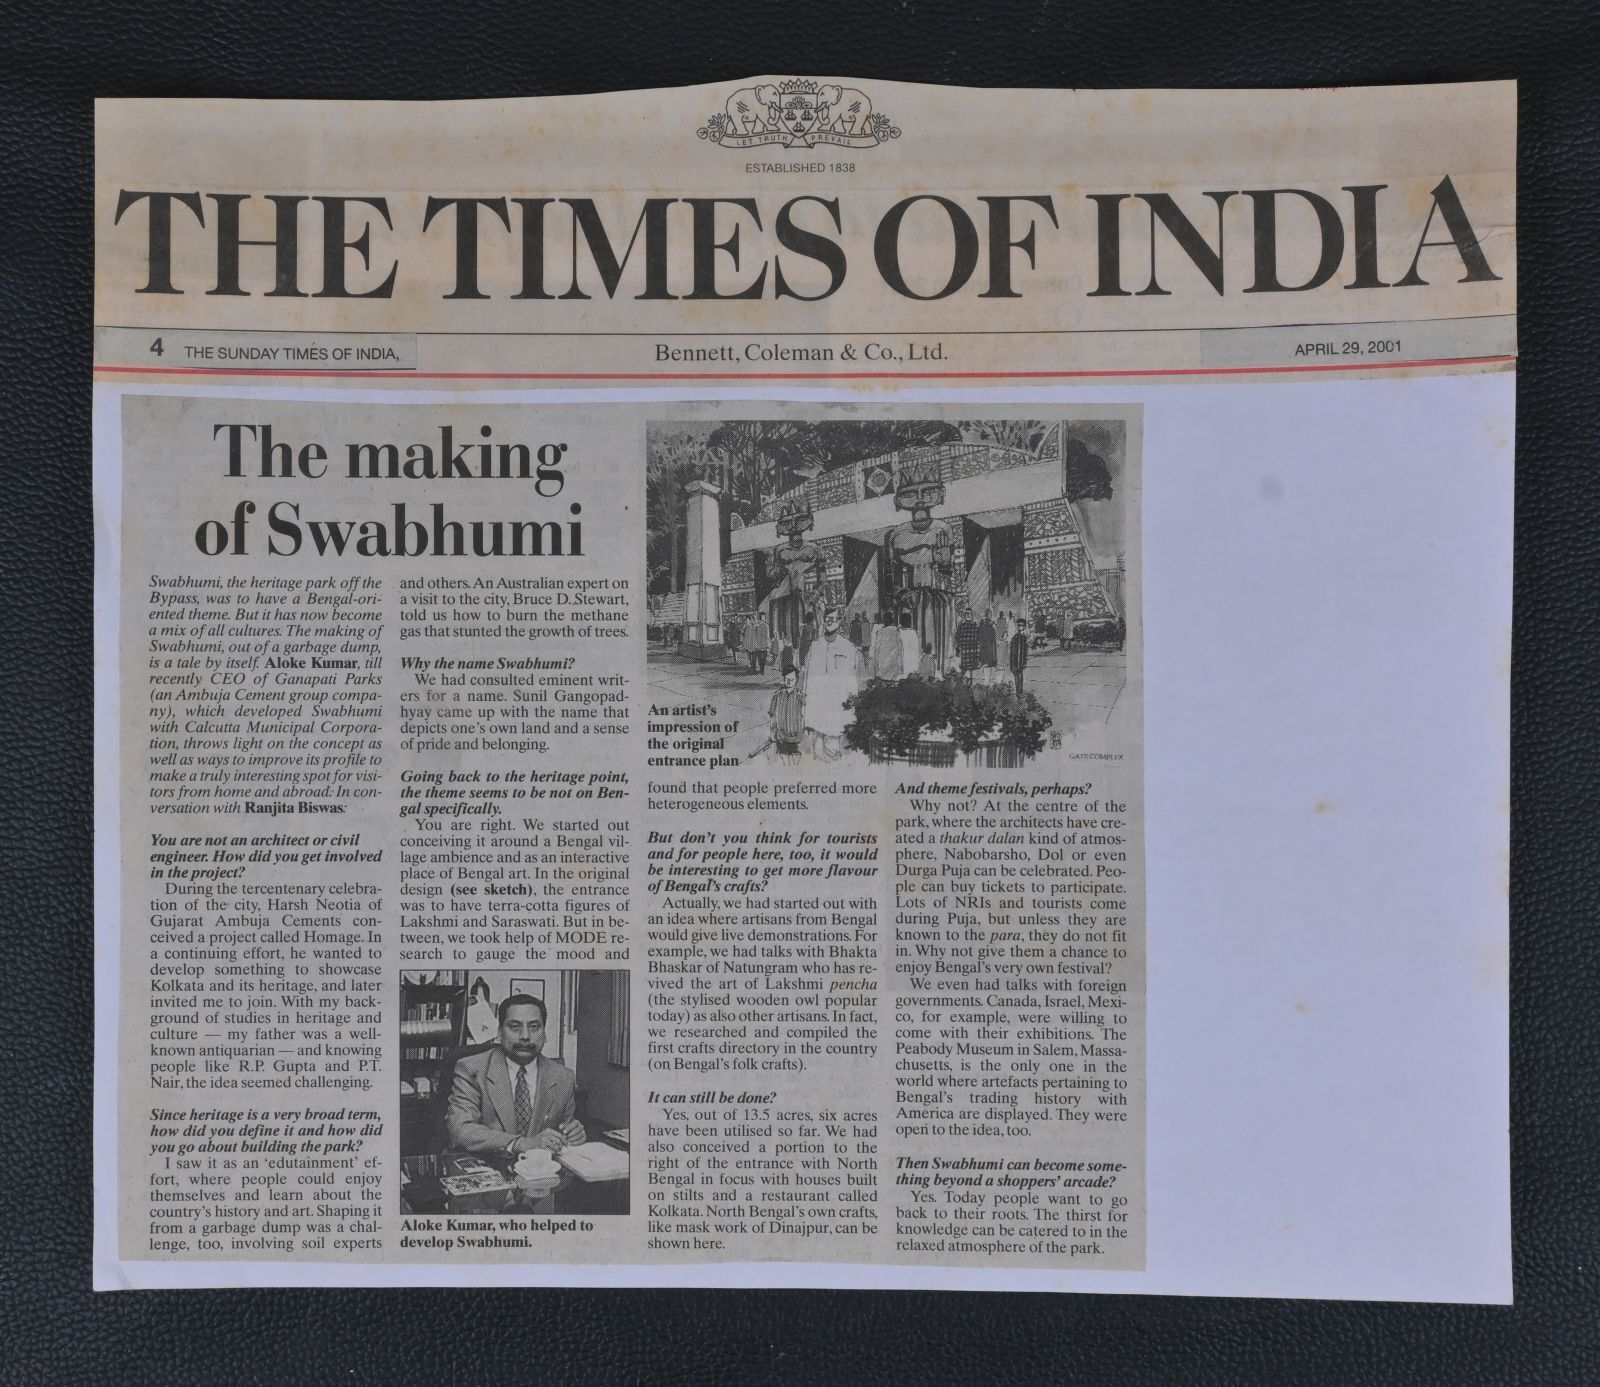 LET TRUTH PREVAIL
ESTABLISHED 1838
THE TIMES OF INDIA
4 THE SUNDAY TIMES OF INDIA,
Bennett, Coleman & Co., Ltd.
APRIL 29, 2001
The making
of Swabhumi
Swabhumi, the heritage park off the
Bypass, was to have a Bengal-ori-
ented theme. But it has now become
a mix of all cultures. The making of
Swabhumi, out of a garbage dump,
is a tale by itself. Aloke Kumar, till
recently CEO of Ganapati Parks
(an Ambuja Cement group compa-
ny), which developed Swabhumi
with Calcutta Municipal Corpora-
tion, throws light on the concept as
well as ways to improve its profile to
make a truly interesting spot for visi-
tors from home and abroad. In con-
versation with Ranjita Biswas:
You are not an architect or civil
engineer. How did you get involved
in the project?
During the tercentenary celebra-
tion of the city, Harsh Neotia of
Gujarat Ambuja Cements con-
ceived a project called Homage. In
a continuing effort, he wanted to
develop something to showcase
Kolkata and its heritage, and later
invited me to join. With my back-
ground of studies in heritage and
culture — my father was a well-
known antiquarian — and knowing
people like R.P. Gupta and P.T.
Nair, the idea seemed challenging.
Since heritage is a very broad term,
how did you define it and how did
you go about building the park?
I saw it as an 'edutainment' ef-
fort, where people could enjoy
themselves and learn about the
country's history and art. Shaping it
from a garbage dump was a chal-
lenge, too, involving soil experts
and others. An Australian expert on
a visit to the city, Bruce D. Stewart,
told us how to burn the methane
gas that stunted the growth of trees.
Why the name Swabhumi?
We had consulted eminent writ-
ers for a name. Sunil Gangopad-
hyay came up with the name that
depicts one's own land and a sense
of pride and belonging.
Going back to the heritage point,
the theme seems to be not on Ben-
gal specifically.
You are right. We started out
conceiving it around a Bengal vil-
lage ambience and as an interactive
place of Bengal art. In the original
design (see sketch), the entrance
was to have terra-cotta figures of
Lakshmi and Saraswati. But in be-
tween, we took help of MODE re-
search to gauge the mood and
Aloke Kumar, who helped to
develop Swabhumi.
An artist's
impression of
the original
entrance plan
GATE COMPLEX
found that people preferred more
heterogeneous elements.
But don't you think for tourists
and for people here, too, it would
be interesting to get more flavour
of Bengal's crafts?
Actually, we had started out with
an idea where artisans from Bengal
would give live demonstrations. For
example, we had talks with Bhakta
Bhaskar of Natungram who has re-
vived the art of Lakshmi pencha
(the stylised wooden owl popular
today) as also other artisans. In fact,
we researched and compiled the
first crafts directory in the country
(on Bengal's folk crafts).
It can still be done?
Yes, out of 13.5 acres, six acres
have been utilised so far. We had
also conceived a portion to the
right of the entrance with North
Bengal in focus with houses built
on stilts and a restaurant called
Kolkata. North Bengal's own crafts,
like mask work of Dinajpur, can be
shown here.
And theme festivals, perhaps?
Why not? At the centre of the
park, where the architects have cre-
ated a thakur dalan kind of atmos-
phere, Nabobarsho, Dol or even
Durga Puja can be celebrated. Peo-
ple can buy tickets to participate.
Lots of NRIs and tourists come
during Puja, but unless they are
known to the para, they do not fit
in. Why not give them a chance to
enjoy Bengal's very own festival?
We even had talks with foreign
governments. Canada, Israel, Mexi-
co, for example, were willing to
come with their exhibitions. The
Peabody Museum in Salem, Massa-
chusetts, is the only one in the
world where artefacts pertaining to
Bengal's trading history with
America are displayed. They were
open to the idea, too.
Then Swabhumi can become some-
thing beyond a shoppers' arcade?
Yes. Today people want to go
back to their roots. The thirst for
knowledge can be catered to in the
relaxed atmosphere of the park.